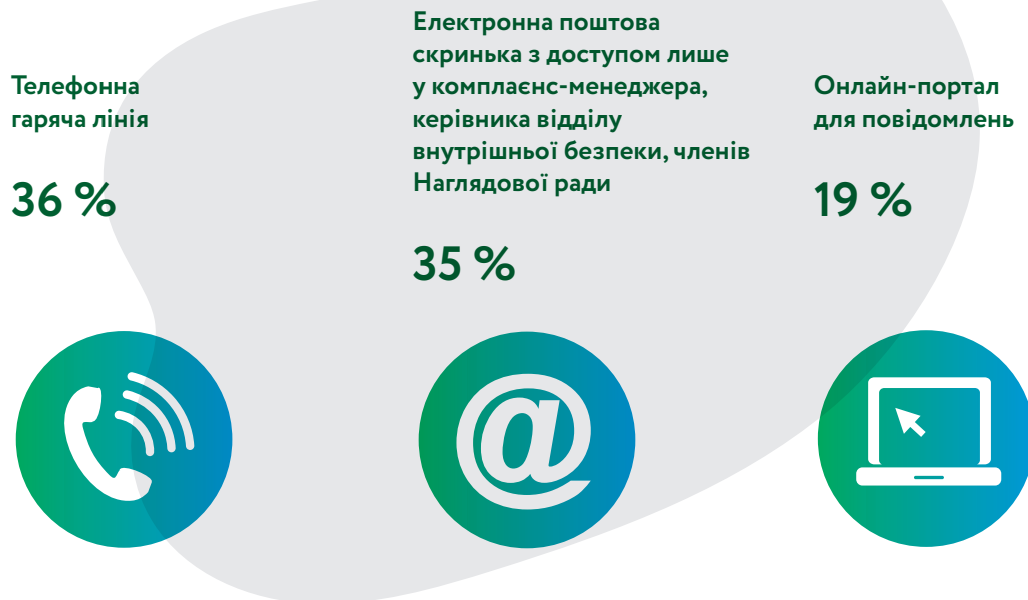 Телефонна
гаряча лінія
36 %
Електронна поштова
скринька з доступом лише
у комплаєнс-менеджера,
керівника відділу
внутрішньої безпеки, членів
Наглядової ради
35 %
Онлайн-портал
для повідомлень
19 %
@